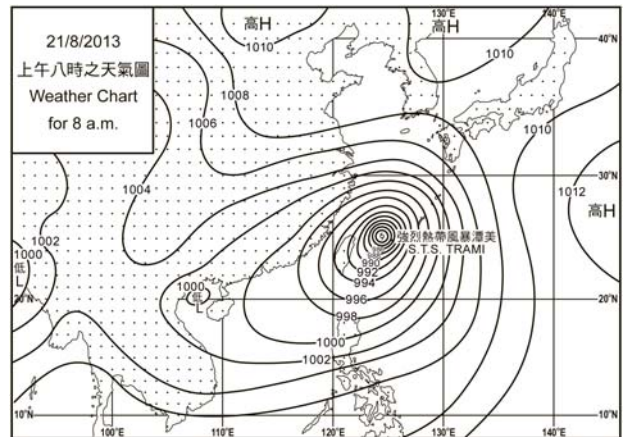 21/8/2013
上午八時之天氣圖
Weather Chart
for 8 a.m.
高H
1010
130°E
高H
140°E
40°N
40°N
1010
1008
1006
1010
1004
30°N
30°N
1012
高H
1002
1000
低
L
20°N
1000
低
L
強烈熱帶風暴潭美
S.T.S. TRAMI
990
992
994
996
998
1000
1002
20°N
10°N
10°N
100°E
110°E
120°E
130°E
140°E